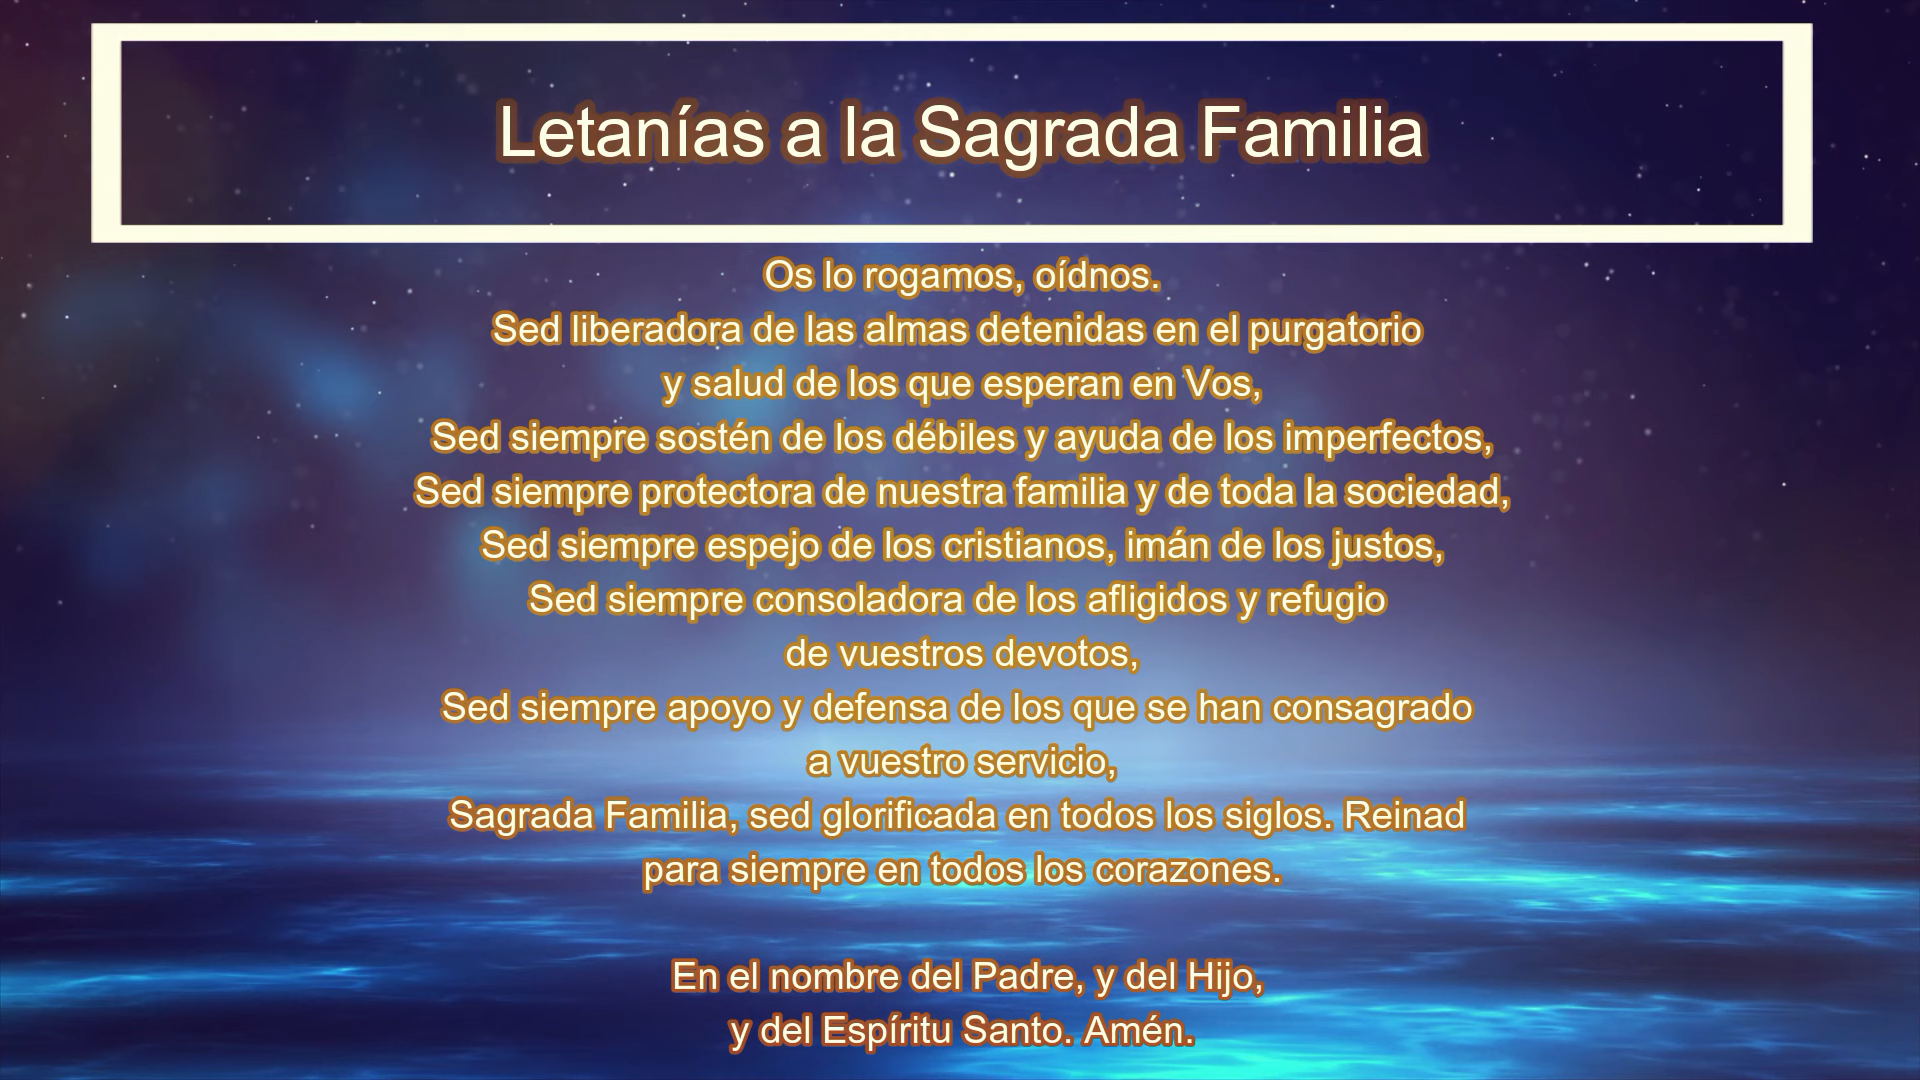 Letanías a la Sagrada Familia
Os lo rogamos, oídnos.
Sed liberadora de las almas detenidas en el purgatorio
y salud de los que esperan en Vos,
Sed siempre sostén de los débiles y ayuda de los imperfectos,
Sed siempre protectora de nuestra familia y de toda la sociedad,
Sed siempre espejo de los cristianos, imán de los justos,
Sed siempre consoladora de los afligidos y refugio
de vuestros devotos,
Sed siempre apoyo y defensa de los que se han consagrado
a vuestro servicio,
Sagrada Familia, sed glorificada en todos los siglos. Reinad
para siempre en todos los corazones.
En el nombre del Padre, y del Hijo,
y del Espíritu Santo. Amén.